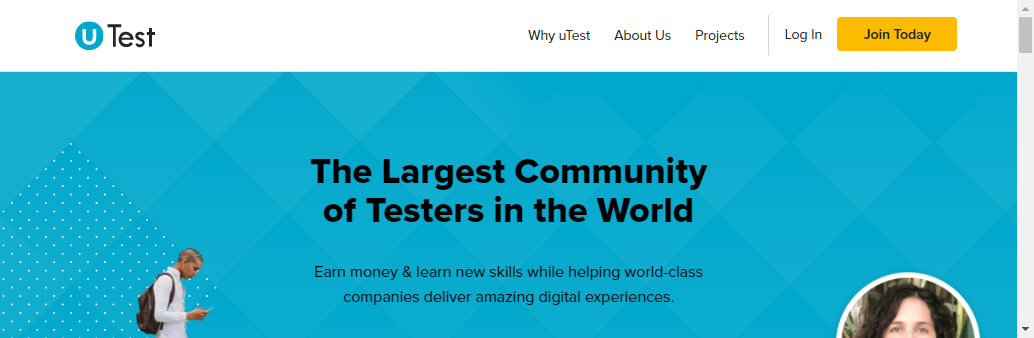 uTest
Why uTest
About Us
Projects
Log In
Join Today
The Largest Community
of Testers in the World
Earn money & learn new skills while helping world-class
companies deliver amazing digital experiences.